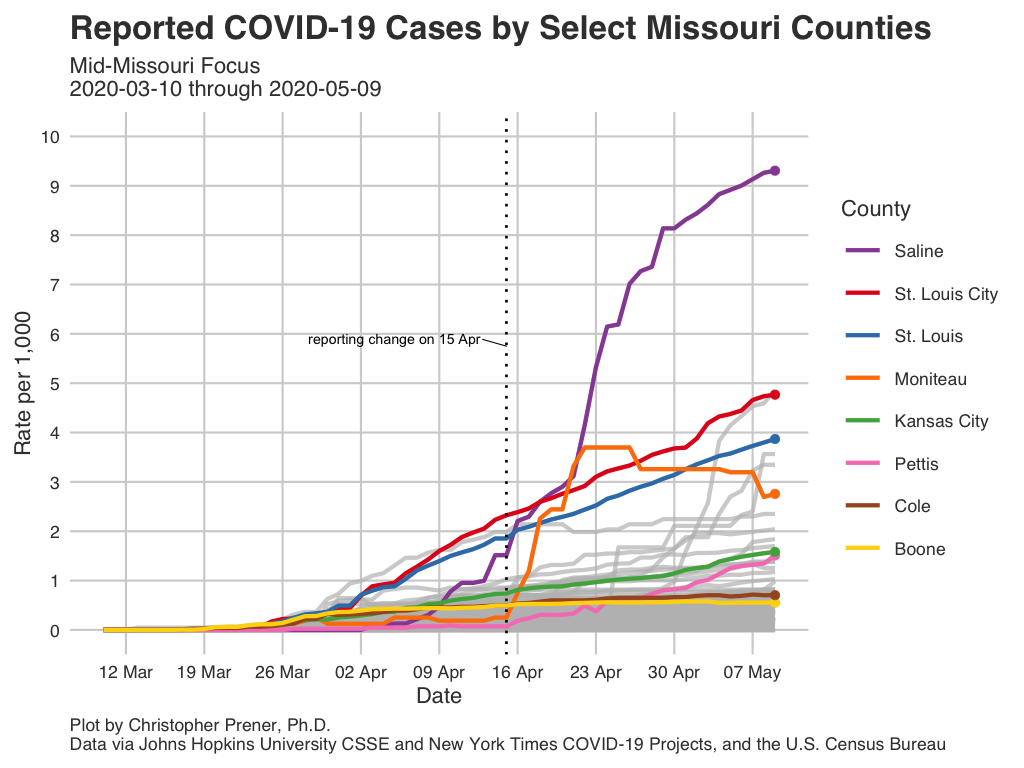 Reported COVID-19 Cases by Select Missouri Counties
Mid-Missouri Focus
2020-03-10 through 2020-05-09
Rate per 1,000
10
9
8
7
6
5
4
3
2
1
0
reporting change on 15 Apr
12 Mar
19 Mar
26 Mar
02 Apr
09 Apr
16 Apr
23 Apr
30 Apr
07 May
Date
County
Saline
St. Louis City
St. Louis
Moniteau
Kansas City
Pettis
Cole
Boone
Plot by Christopher Prener, Ph.D.
Data via Johns Hopkins University CSSE and New York Times COVID-19 Projects, and the U.S. Census Bureau